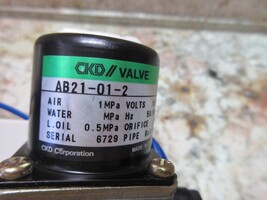 CKD// VALVE
AB21-01-2
AIR 1MPa VOLTS
WATER MPa Hz
L.OIL 0.5MPa ORIFICE
SERIAL 6729 PIPE
CKD Corporation MADE